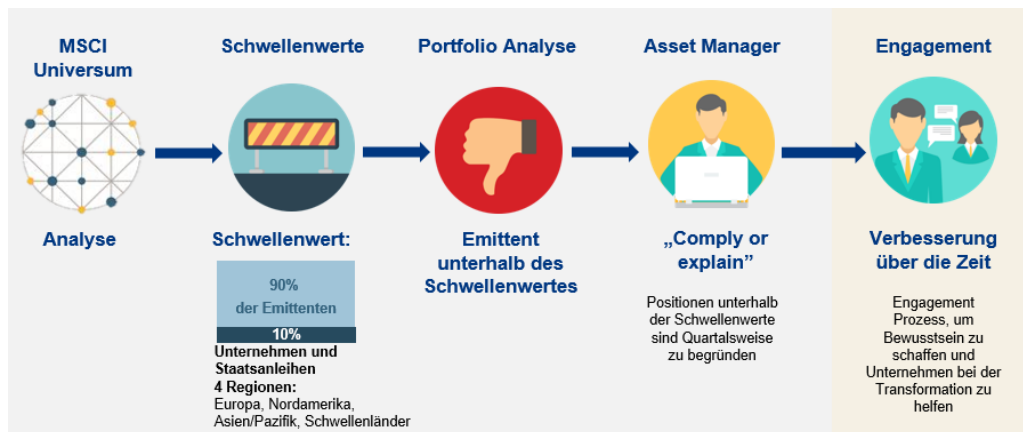 MSCI
Universum
Analyse
Schwellenwerte
Schwellenwert:
90%
der Emittenten
10%
Unternehmen und
Staatsanleihen
4 Regionen:
Europa, Nordamerika,
Asien/Pazifik, Schwellenländer
Portfolio Analyse
Emittent
unterhalb des
Schwellenwertes
Asset Manager
„Comply or
explain”
Positionen unterhalb
der Schwellenwerte
sind Quartalsweise
zu begründen
Engagement
Verbesserung
über die Zeit
Engagement
Prozess, um
Bewusstsein zu
schaffen und
Unternehmen bei der
Transformation zu
helfen